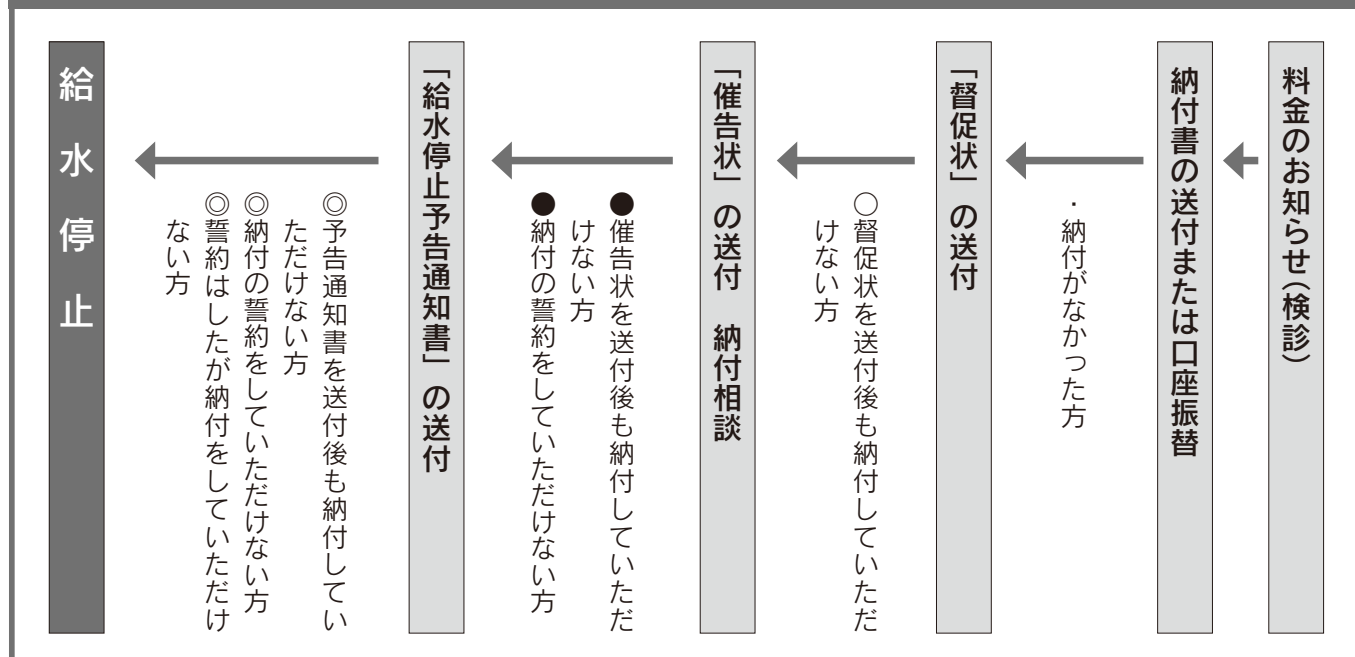 料金のお知らせ（検診）
納付書の送付または口座振替
・納付がなかった方
「督促状」の送付
○督促状を送付後も納付していただ
けない方
「催告状」の送付　納付相談
●催告状を送付後も納付していただ
けない方
●納付の誓約をしていただけない方
「給水停止予告通知書」の送付
◎予告通知書を送付後も納付してい
ただけない方
◎納付の誓約をしていただけない方
◎誓約はしたが納付をしていただけ
ない方
給水停止